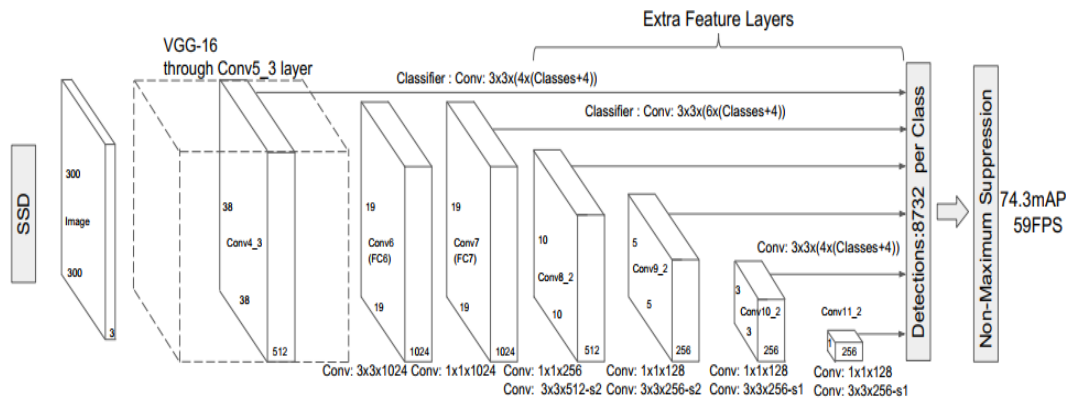 Extra Feature Layers
VGG-16
through Conv5_3 layer
Classifier : Conv: 3x3x(4x(Classes+4))
Classifier : Conv: 3x3x(6x(Classes+4))
SSD
300
Image
300
3
38
Conv4_3
38
512
19
Conv6
(FC6)
19
1024
19
Conv7
(FC7)
19
1024
10
Conv8_2
10
512
5
Conv9_2
5
256
Conv: 3x3x(4x(Classes+4))
3
Conv10_2
3
256
Conv11_2
1
256
Detections:8732 per Class
Non-Maximum Suppression
74.3mAP
59FPS
Conv: 3x3x1024
Conv: 1x1x1024
Conv: 1x1x256
Conv: 3x3x512-s2
Conv: 1x1x128
Conv: 3x3x256-s2
Conv: 1x1x128
Conv: 3x3x256-s1
Conv: 1x1x128
Conv: 3x3x256-s1